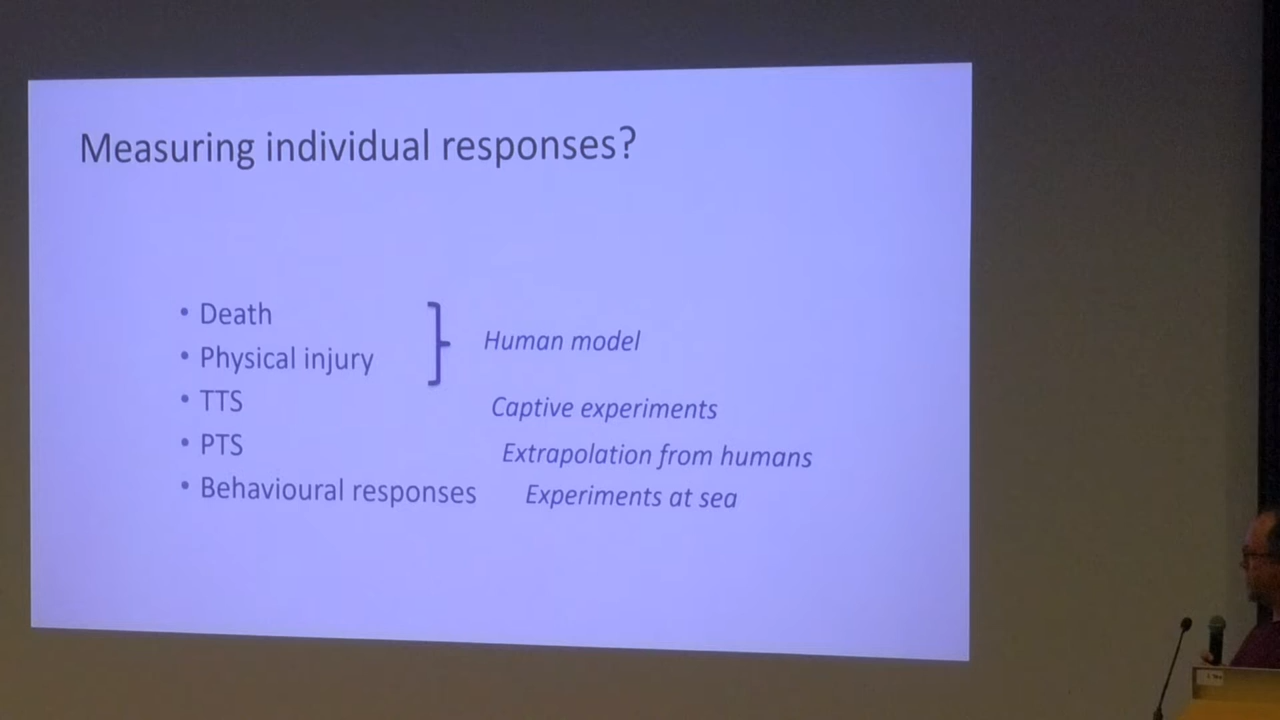 Measuring individual responses?
• Death
• Physical injury
Human model
• TTS
Captive experiments
• PTS
Extrapolation from humans
• Behavioural responses
Experiments at sea